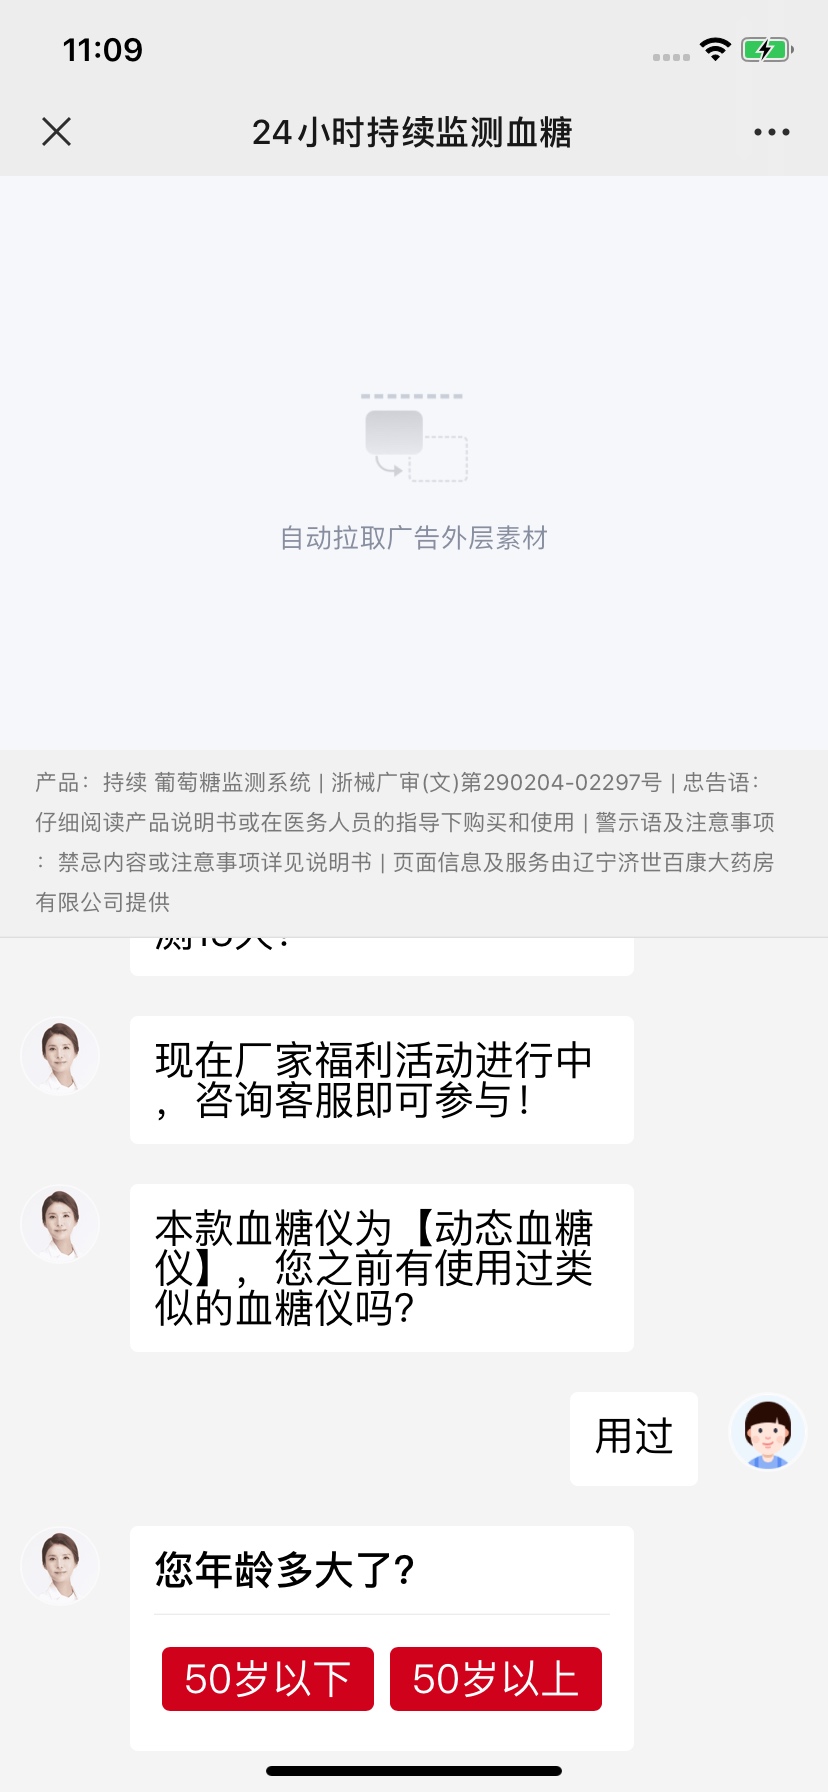 11:09
24小时持续监测血糖
自动拉取广告外层素材
产品：持续 葡萄糖监测系统 | 浙械广审(文)第290204-02297号 | 忠告语：
仔细阅读产品说明书或在医务人员的指导下购买和使用 | 警示语及注意事项
：禁忌内容或注意事项详见说明书 | 页面信息及服务由辽宁济世百康大药房
有限公司提供
现在厂家福利活动进行中
，咨询客服即可参与！
本款血糖仪为【动态血糖
仪】，您之前有使用过类
似的血糖仪吗?
用过
您年龄多大了?
50岁以下
50岁以上